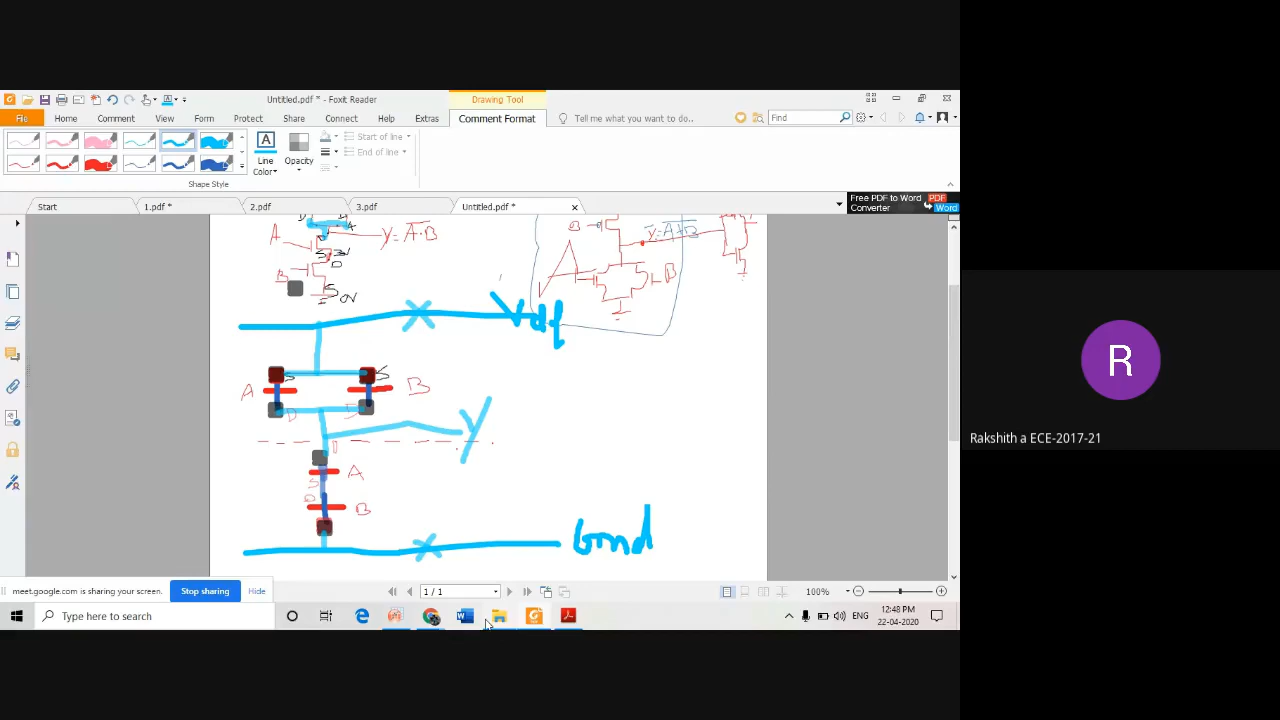 Untitled.pdf * - Foxit Reader
Drawing Tool
File
Home
Comment
View
Form
Protect
Share
Connect
Help
Extras
Comment Format
Tell me what you want to do..
Find
Line Color
Opacity
Start of line
End of line
Shape Style
Start
1.pdf *
2.pdf
3.pdf
Untitled.pdf *
Free PDF to Word Converter
PDF
Word
A
y = A·B
B
S
0V
B
y = A+B
A
B
Vdd
A
S
S
B
D
D
y
D
A
S
D
B
Gnd
meet.google.com is sharing your screen.
Stop sharing
Hide
1 / 1
100%
Type here to search
ENG
12:48 PM
22-04-2020
R
Rakshith a ECE-2017-21